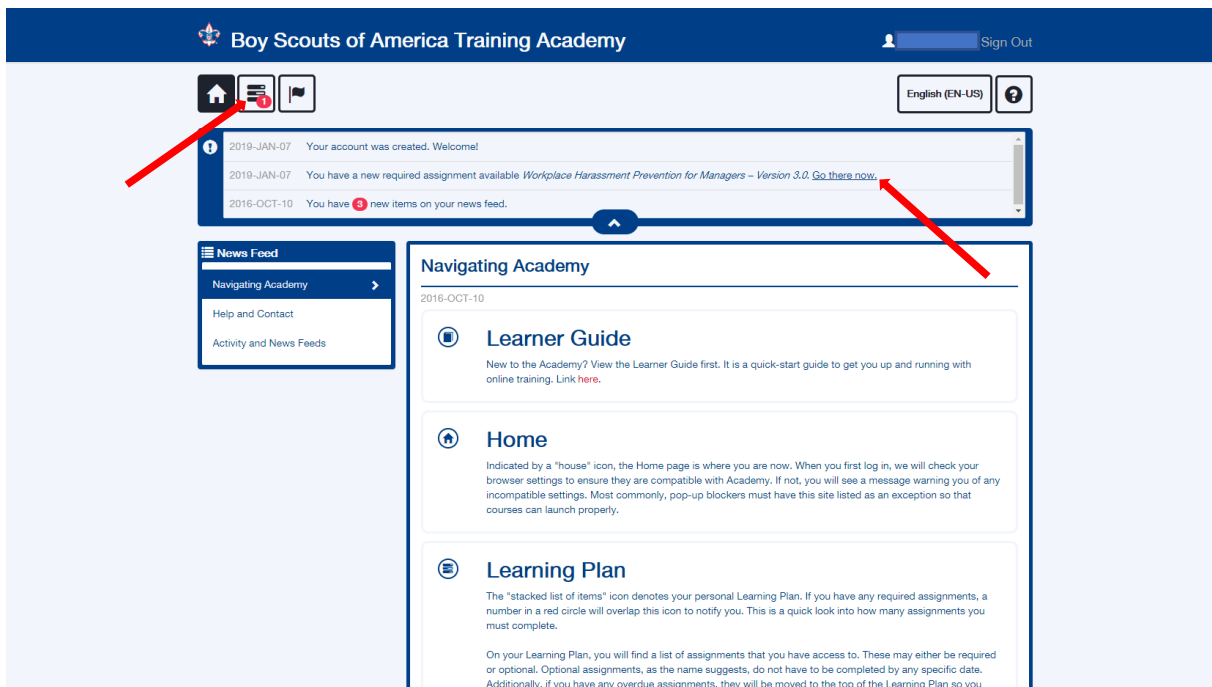 Boy Scouts of America Training Academy
Sign Out
1
English (EN-US)
2019-JAN-07 Your account was created. Welcome!
2019-JAN-07 You have a new required assignment available Workplace Harassment Prevention for Managers – Version 3.0. Go there now.
2016-OCT-10 You have 3 new items on your news feed.
News Feed
Navigating Academy
Help and Contact
Activity and News Feeds
Navigating Academy
2016-OCT-10
Learner Guide
New to the Academy? View the Learner Guide first. It is a quick-start guide to get you up and running with
online training. Link here.
Home
Indicated by a "house" icon, the Home page is where you are now. When you first log in, we will check your
browser settings to ensure they are compatible with Academy. If not, you will see a message warning you of any
incompatible settings. Most commonly, pop-up blockers must have this site listed as an exception so that
courses can launch properly.
Learning Plan
The "stacked list of items" icon denotes your personal Learning Plan. If you have any required assignments, a
number in a red circle will overlap this icon to notify you. This is a quick look into how many assignments you
must complete.
On your Learning Plan, you will find a list of assignments that you have access to. These may either be required
or optional. Optional assignments, as the name suggests, do not have to be completed by any specific date.
Additionally, if you have any overdue assignments, they will be moved to the top of the Learning Plan so you